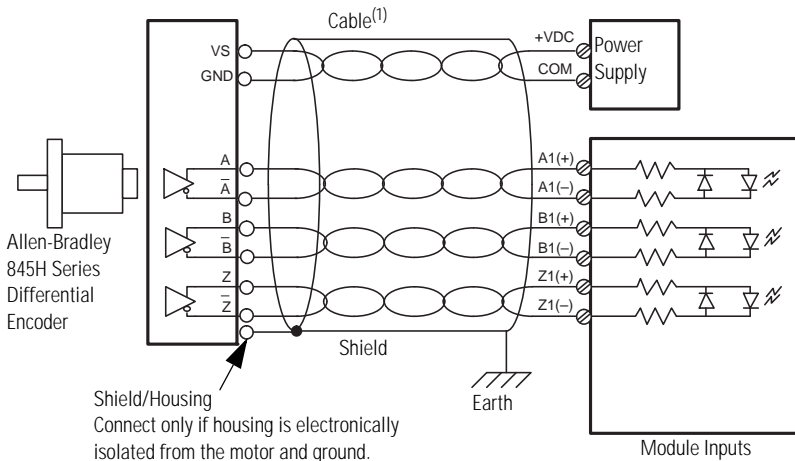 Cable(1)
VS
GND
+VDC
COM
Power
Supply
A
A̅
B
B̅
Z
Z̅
A1(+)
A1(–)
B1(+)
B1(–)
Z1(+)
Z1(–)
Allen-Bradley
845H Series
Differential
Encoder
Shield
Earth
Shield/Housing
Connect only if housing is electronically
isolated from the motor and ground.
Module Inputs